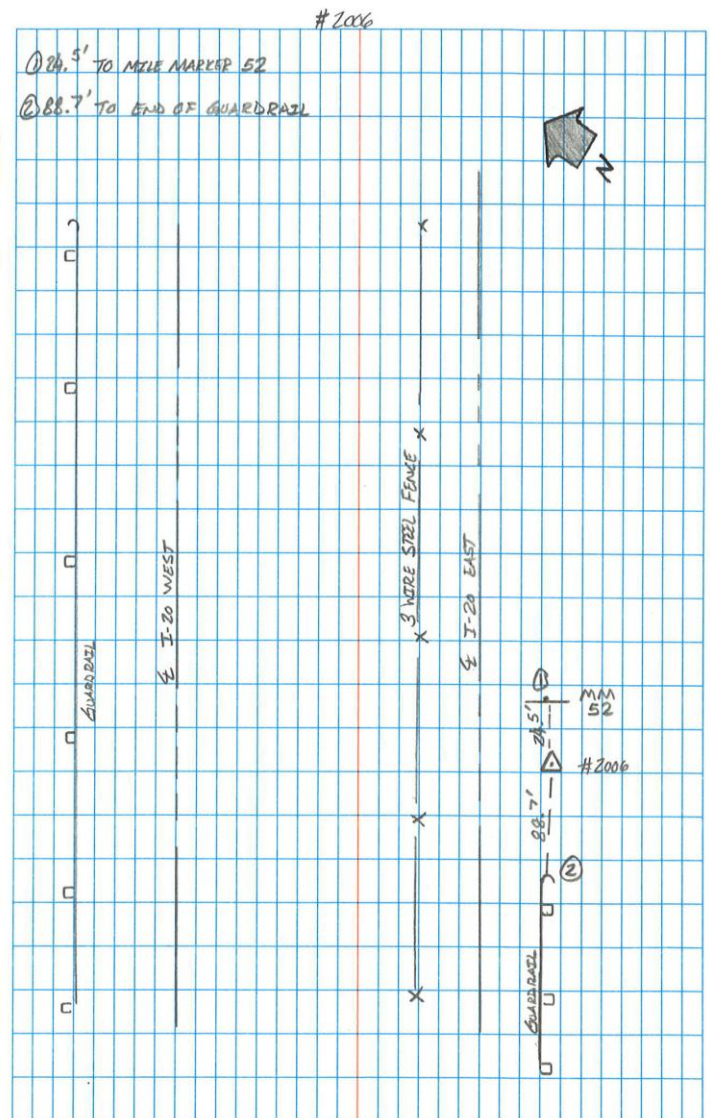 #2006
① 24.5' TO MILE MARKER 52
② 88.7' TO END OF GUARDRAIL
N
3 WIRE STEEL FENCE
℄ I-20 WEST
℄ I-20 EAST
GUARDRAIL
①
MM
52
24.5'
#2006
88.7'
②
GUARDRAIL